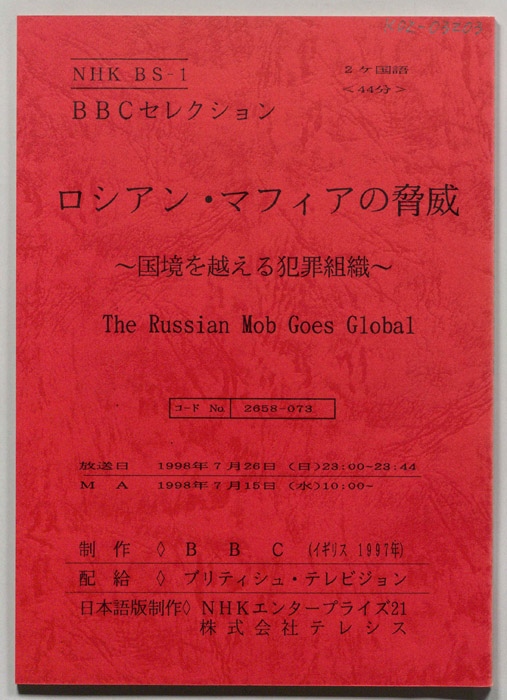 NHK BS-1
2ヶ国語
<44分>
BBCセレクション
ロシアン・マフィアの脅威
〜国境を越える犯罪組織〜
The Russian Mob Goes Global
コード No 2658-073
放送日 1998年7月26日 (日)23:00-23:44
MA 1998年7月15日 (水)10:00-
制作◇BBC (イギリス 1997年)
配給◇ブリティシュ・テレビジョン
日本語版制作◇NHKエンタープライズ21
株式会社テレシス